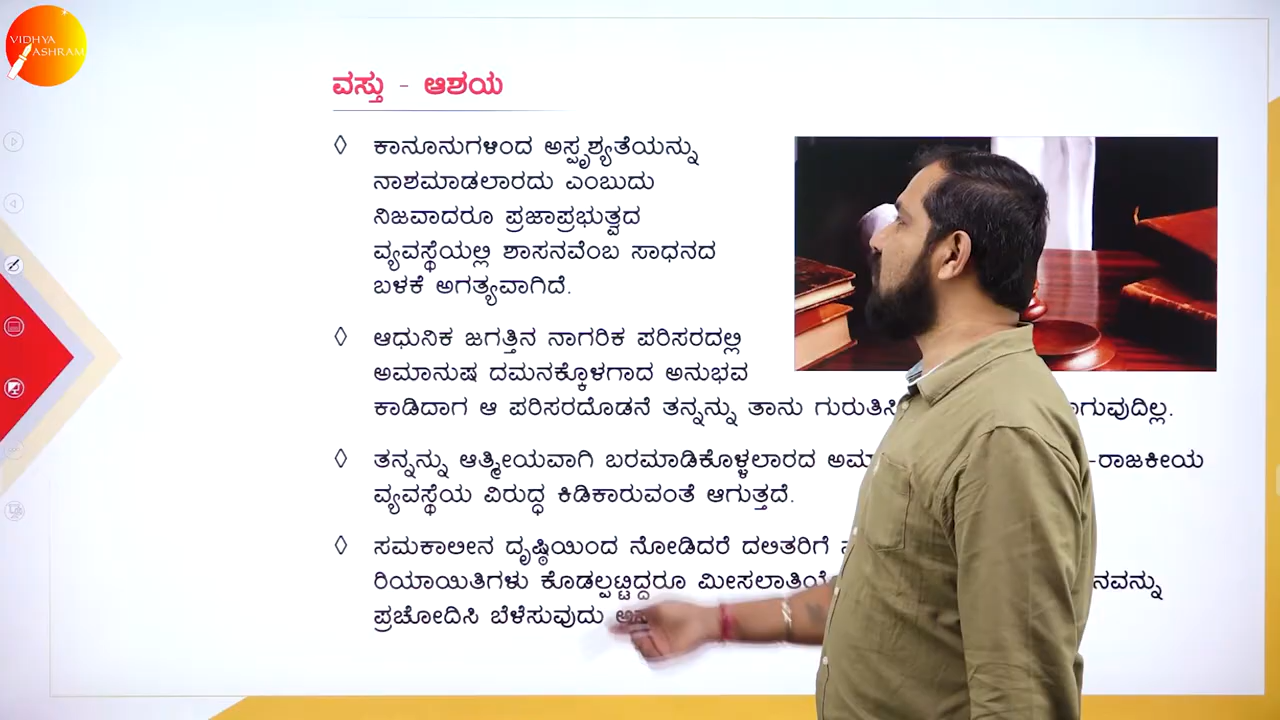 VIDHYA
ASHRAM
ವಸ್ತು - ಆಶಯ
ಕಾನೂನುಗಳಿಂದ ಅಸ್ಪೃಶ್ಯತೆಯನ್ನು
ನಾಶಮಾಡಲಾರದು ಎಂಬುದು
ನಿಜವಾದರೂ ಪ್ರಜಾಪ್ರಭುತ್ವದ
ವ್ಯವಸ್ಥೆಯಲ್ಲಿ ಶಾಸನವೆಂಬ ಸಾಧನದ
ಬಳಕೆ ಅಗತ್ಯವಾಗಿದೆ.
ಆಧುನಿಕ ಜಗತ್ತಿನ ನಾಗರಿಕ ಪರಿಸರದಲ್ಲಿ
ಅಮಾನುಷ ದಮನಕ್ಕೊಳಗಾದ ಅನುಭವ
ಕಾಡಿದಾಗ ಆ ಪರಿಸರದೊಡನೆ ತನ್ನನ್ನು ತಾನು
ತನ್ನನ್ನು ಆತ್ಮೀಯವಾಗಿ ಬರಮಾಡಿಕೊಳ್ಳಲಾರದ -ರಾಜಕೀಯ
ವ್ಯವಸ್ಥೆಯ ವಿರುದ್ಧ ಕಿಡಿಕಾರುವಂತೆ ಆಗುತ್ತದೆ.
ಸಮಕಾಲೀನ ದೃಷ್ಠಿಯಿಂದ ನೋಡಿದರೆ ದಲಿತರಿಗೆ
ರಿಯಾಯಿತಿಗಳು ಕೊಡಲ್ಪಟ್ಟಿದ್ದರೂ
ಪ್ರಚೋದಿಸಿ ಬೆಳೆಸುವುದು